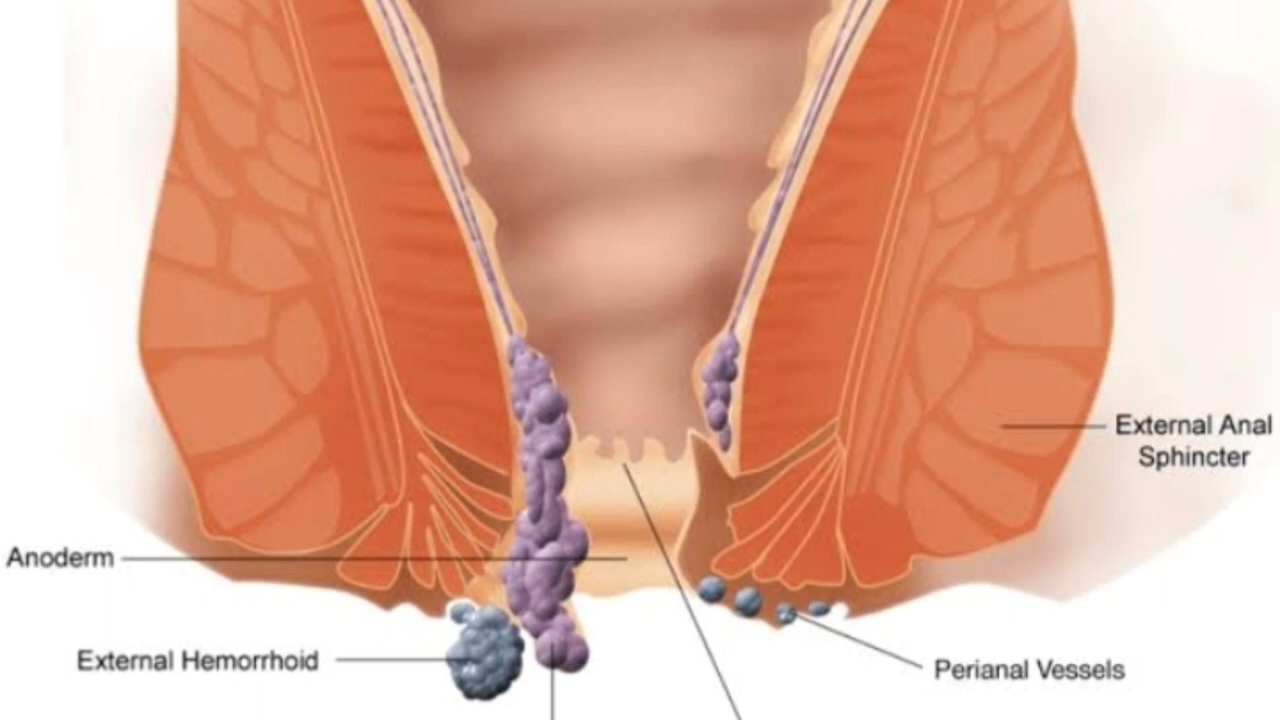 External Anal
Sphincter
Anoderm
External Hemorrhoid
Perianal Vessels